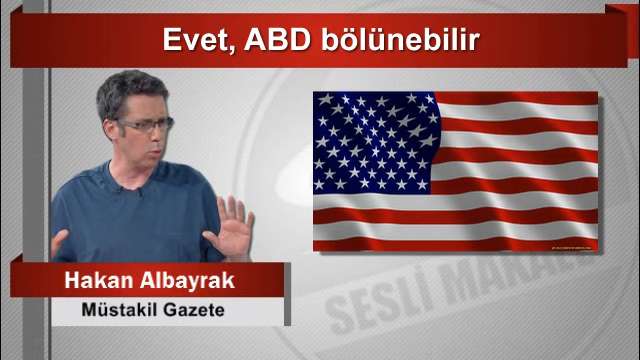 Evet, ABD bölünebilir
Hakan Albayrak
Müstakil Gazete
SESLİ MAKALE